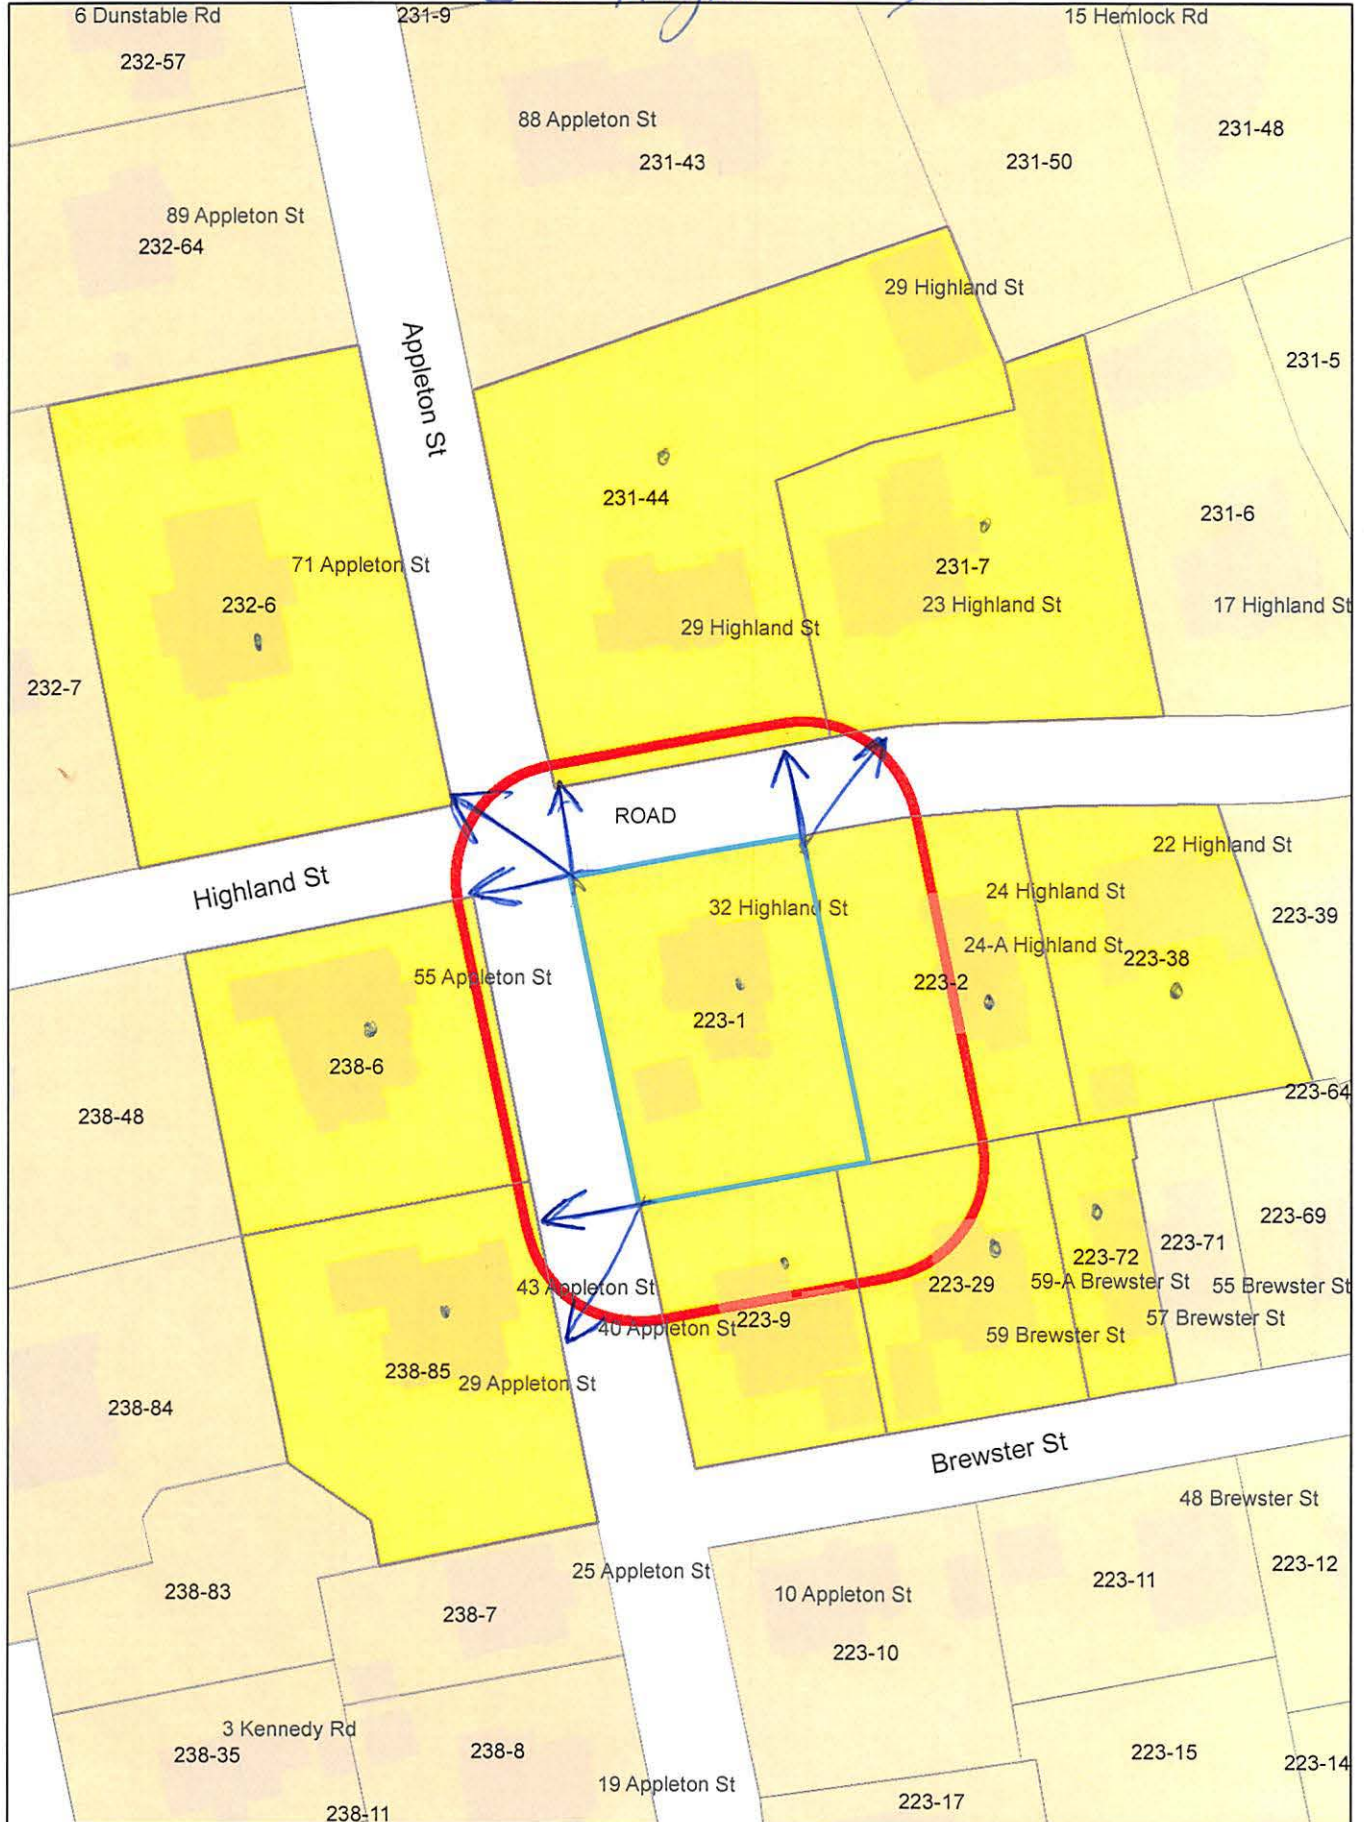 6 Dunstable Rd
231-9
15 Hemlock Rd
232-57
88 Appleton St
231-43
231-50
231-48
89 Appleton St
232-64
29 Highland St
Appleton St
231-5
231-44
231-6
71 Appleton St
232-6
231-7
23 Highland St
17 Highland St
29 Highland St
232-7
ROAD
22 Highland St
Highland St
32 Highland St
24 Highland St
223-39
24-A Highland St
223-38
55 Appleton St
223-2
223-1
238-6
238-48
223-64
223-69
223-71
223-72
43 Appleton St
223-29
59-A Brewster St
55 Brewster St
40 Appleton St
223-9
59 Brewster St
57 Brewster St
238-85
29 Appleton St
238-84
Brewster St
48 Brewster St
25 Appleton St
223-12
238-83
10 Appleton St
223-11
238-7
223-10
3 Kennedy Rd
238-35
238-8
223-15
223-14
19 Appleton St
223-17
238-11